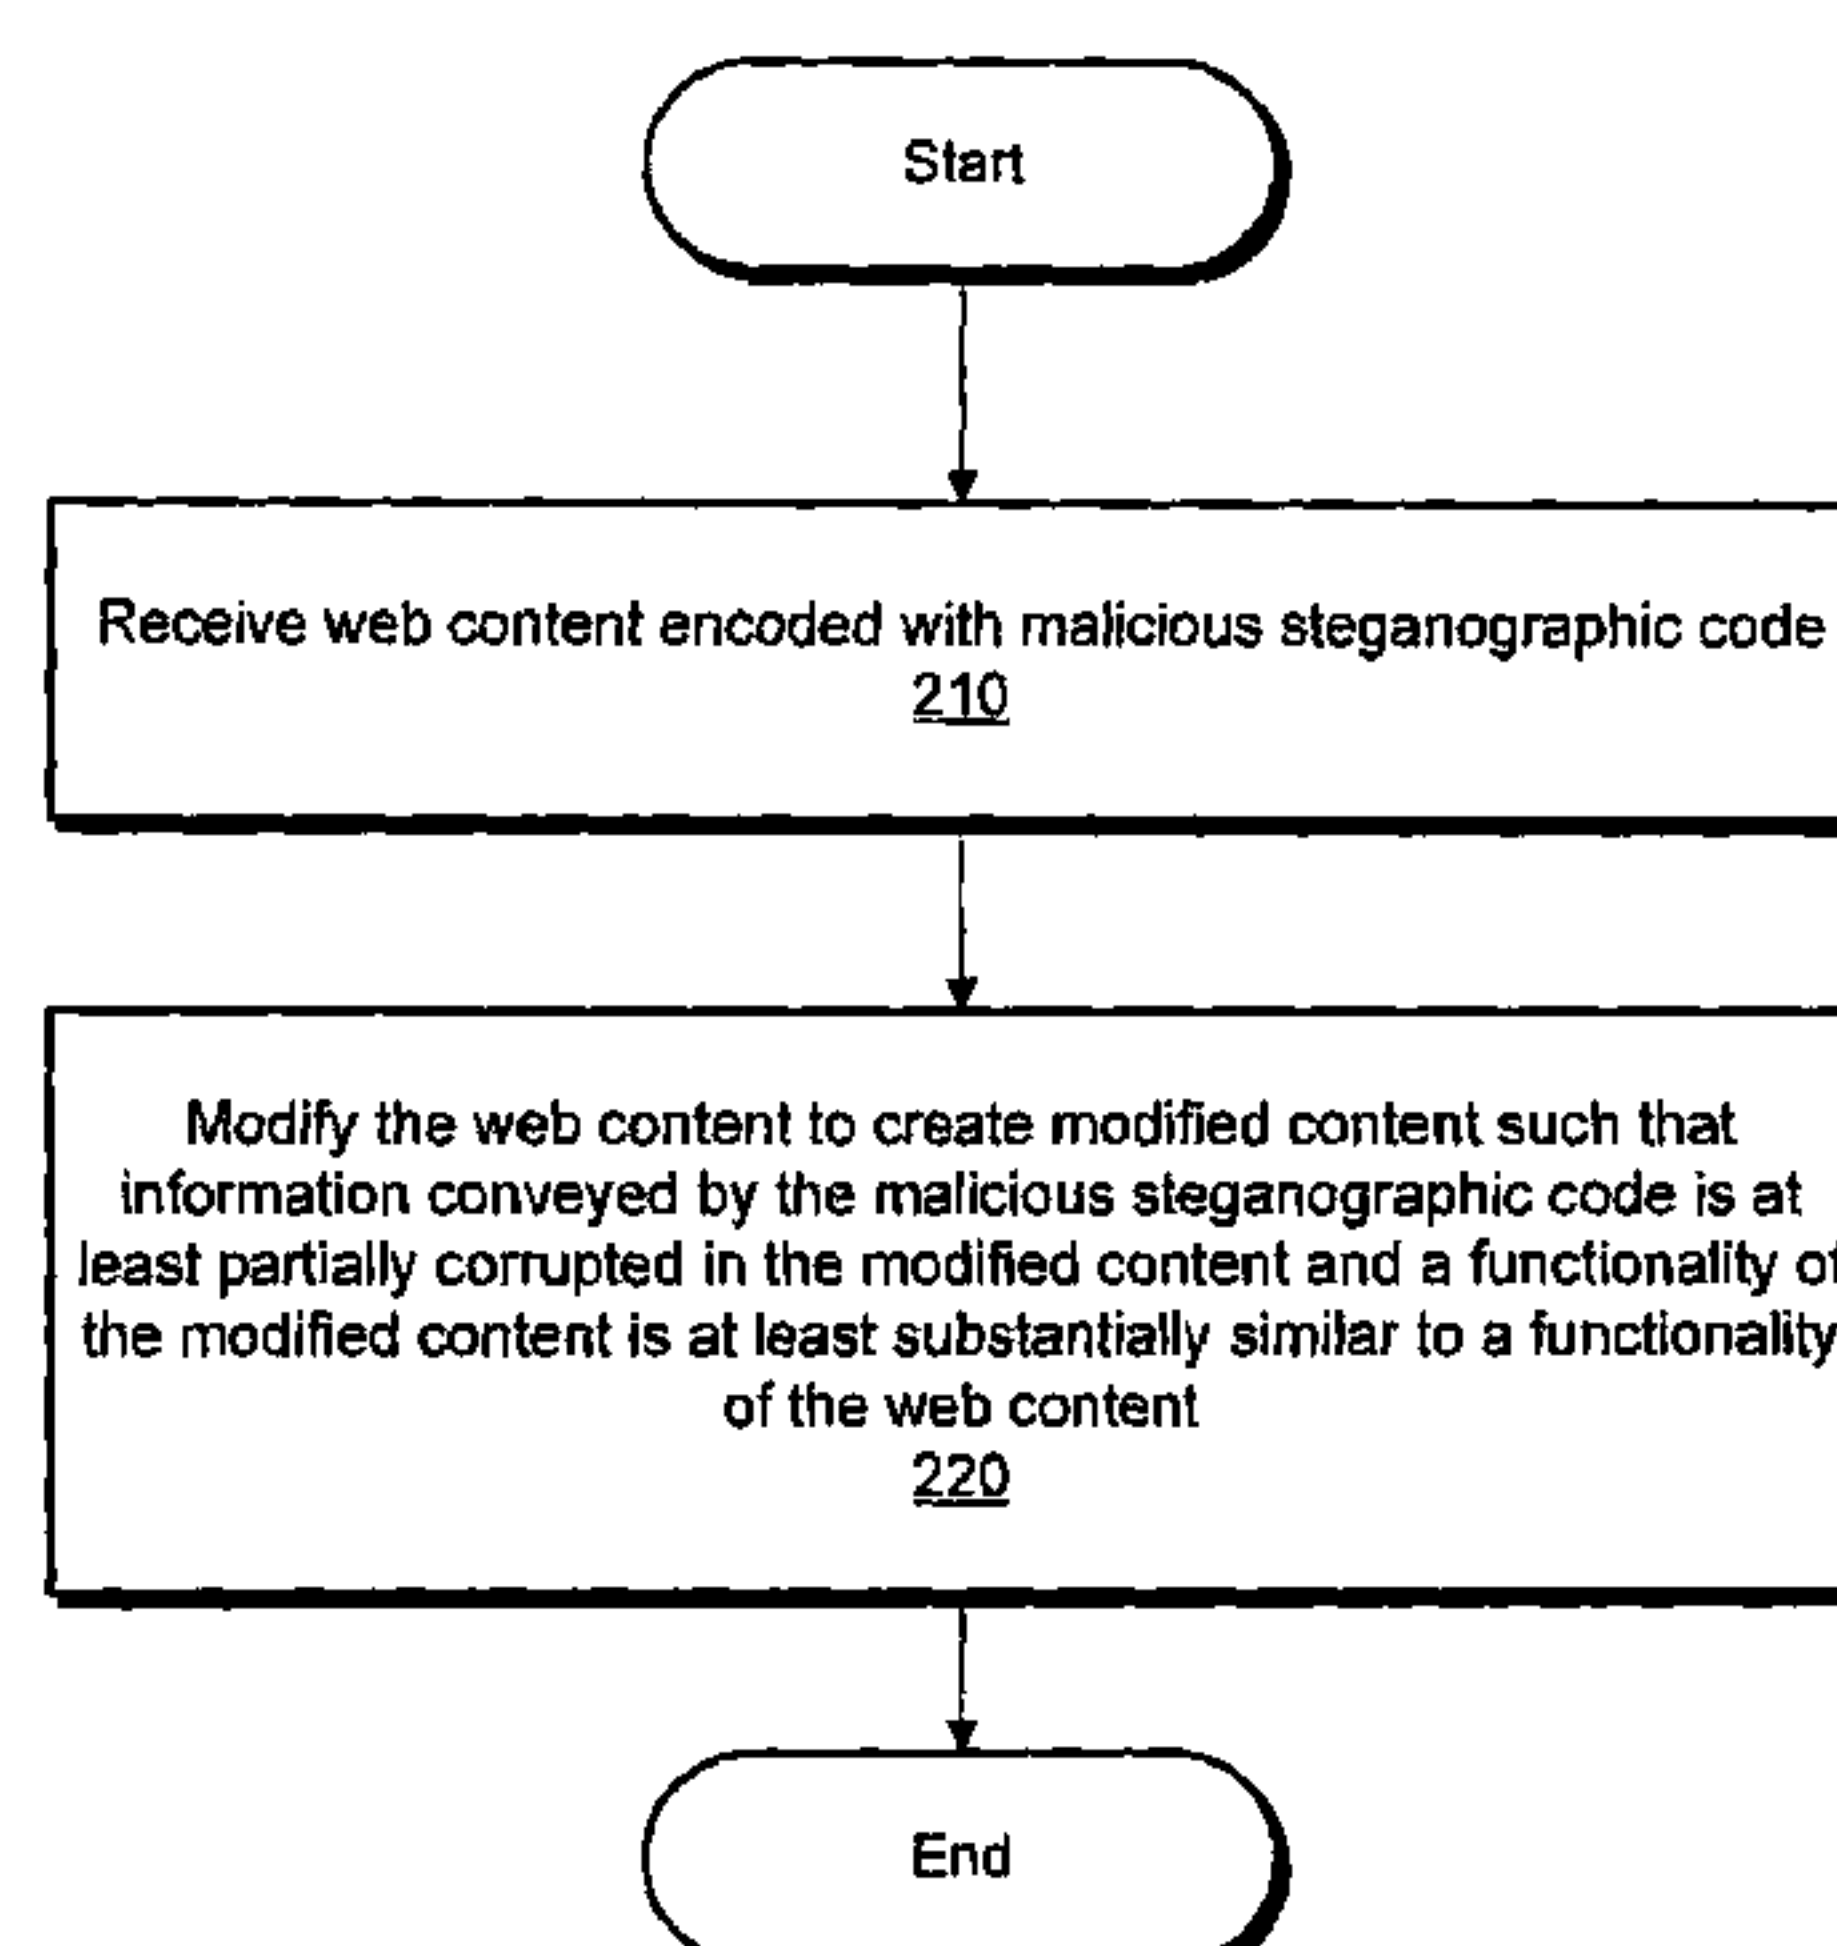 Start
Receive web content encoded with malicious steganographic code
210
Modify the web content to create modified content such that
information conveyed by the malicious steganographic code is at
least partially corrupted in the modified content and a functionality of
the modified content is at least substantially similar to a functionality
of the web content
220
End